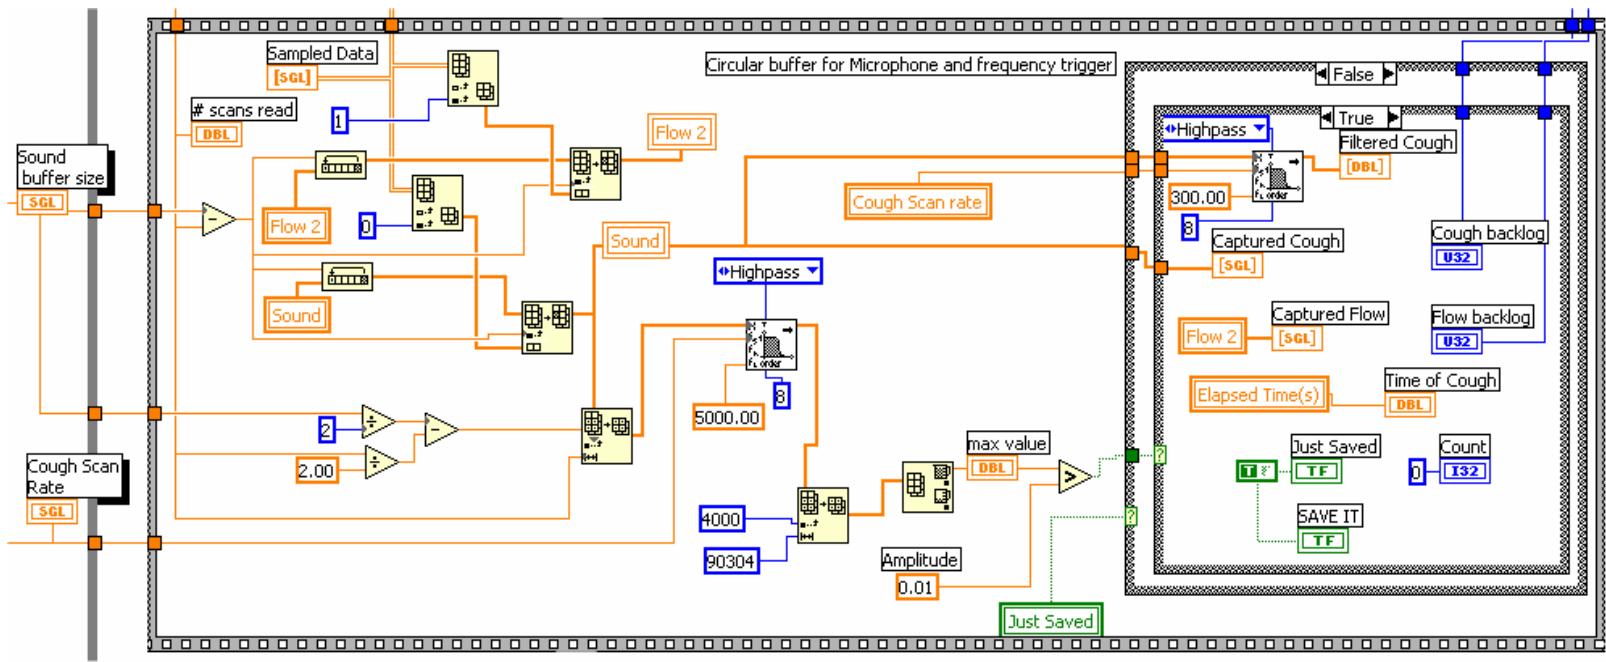 Sampled Data
[SGL]
Circular buffer for Microphone and frequency trigger
False
# scans read
DBL
1
Flow 2
True
Highpass
Filtered Cough
[DBL]
Sound
buffer size
SGL
Flow 2
0
Cough Scan rate
300.00
8
order
Sound
Captured Cough
[SGL]
Cough backlog
U32
Highpass
Sound
Captured Flow
[SGL]
Flow 2
Flow backlog
U32
order
8
5000.00
Elapsed Time(s)
Time of Cough
DBL
2
2.00
max value
DBL
>
Just Saved
TF
T
Count
0
I32
Cough Scan
Rate
SGL
4000
90304
SAVE IT
TF
Amplitude
0.01
Just Saved